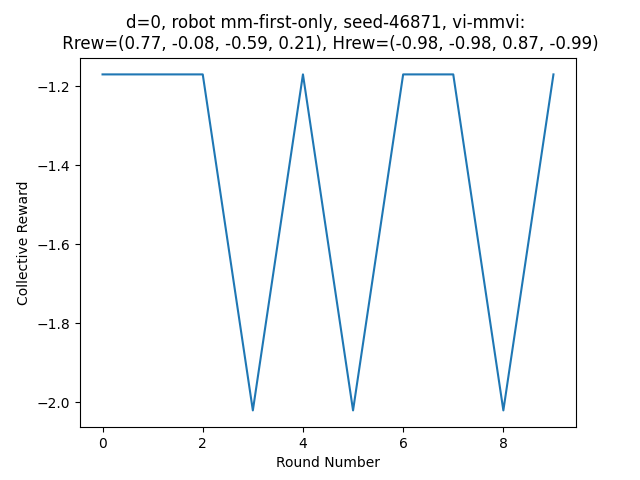 d=0, robot mm-first-only, seed-46871, vi-mmvi:
Rrew=(0.77, -0.08, -0.59, 0.21), Hrew=(-0.98, -0.98, 0.87, -0.99)
−1.2
−1.4
−1.6
−1.8
−2.0
Collective Reward
0 2 4 6 8
Round Number